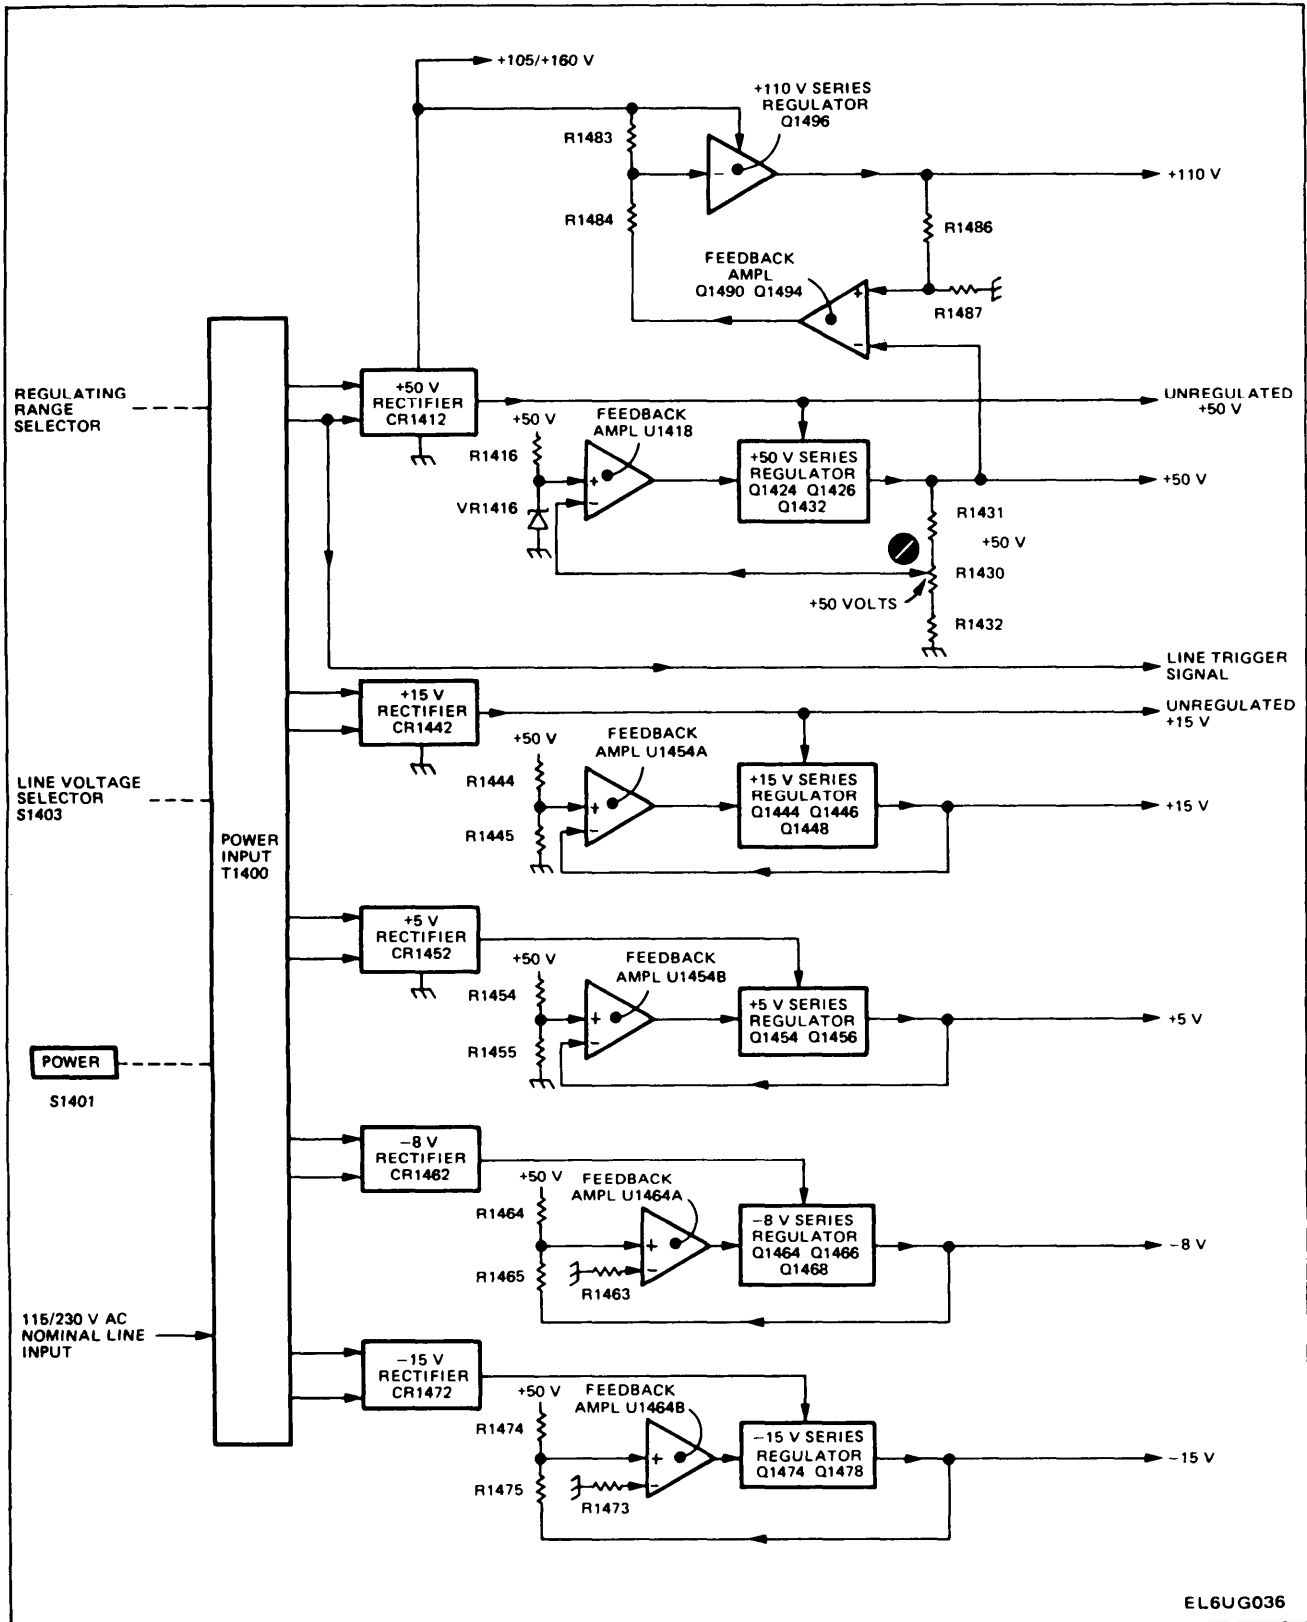 +105/+160 V
+110 V SERIES
REGULATOR
Q1496
R1483
−
+110 V
R1484
R1486
FEEDBACK
AMPL
Q1490 Q1494
+
R1487
−
REGULATING
RANGE
SELECTOR
+50 V
RECTIFIER
CR1412
UNREGULATED
+50 V
+50 V
FEEDBACK
AMPL U1418
R1416
+
−
VR1416
+50 V SERIES
REGULATOR
Q1424 Q1426
Q1432
+50 V
R1431
+50 V
R1430
+50 VOLTS
R1432
LINE TRIGGER
SIGNAL
+15 V
RECTIFIER
CR1442
UNREGULATED
+15 V
+50 V
FEEDBACK
AMPL U1454A
R1444
+
−
R1445
+15 V SERIES
REGULATOR
Q1444 Q1446
Q1448
+15 V
LINE VOLTAGE
SELECTOR
S1403
POWER
INPUT
T1400
+5 V
RECTIFIER
CR1452
+50 V
FEEDBACK
AMPL U1454B
R1454
+
−
R1455
+5 V SERIES
REGULATOR
Q1454 Q1456
+5 V
POWER
S1401
−8 V
RECTIFIER
CR1462
+50 V
FEEDBACK
AMPL U1464A
R1464
+
−
R1465
R1463
−8 V SERIES
REGULATOR
Q1464 Q1466
Q1468
−8 V
115/230 V AC
NOMINAL LINE
INPUT
−15 V
RECTIFIER
CR1472
+50 V
FEEDBACK
AMPL U1464B
R1474
+
−
R1475
R1473
−15 V SERIES
REGULATOR
Q1474 Q1478
−15 V
EL6UG036